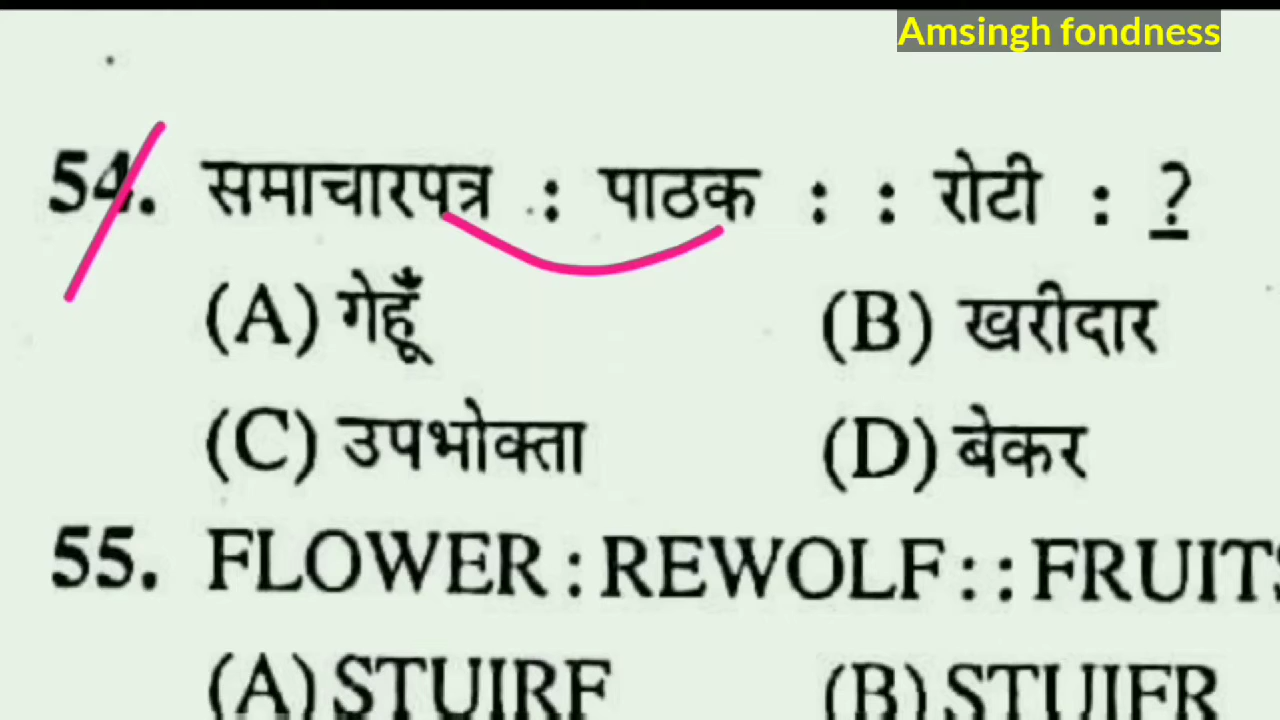 Amsingh fondness
54. समाचारपत्र : पाठक : : रोटी : ?
(A) गेहूँ (B) खरीदार
(C) उपभोक्ता (D) बेकर
55. FLOWER : REWOLF : : FRUITS
(A) STUIRF (B) STUIFR